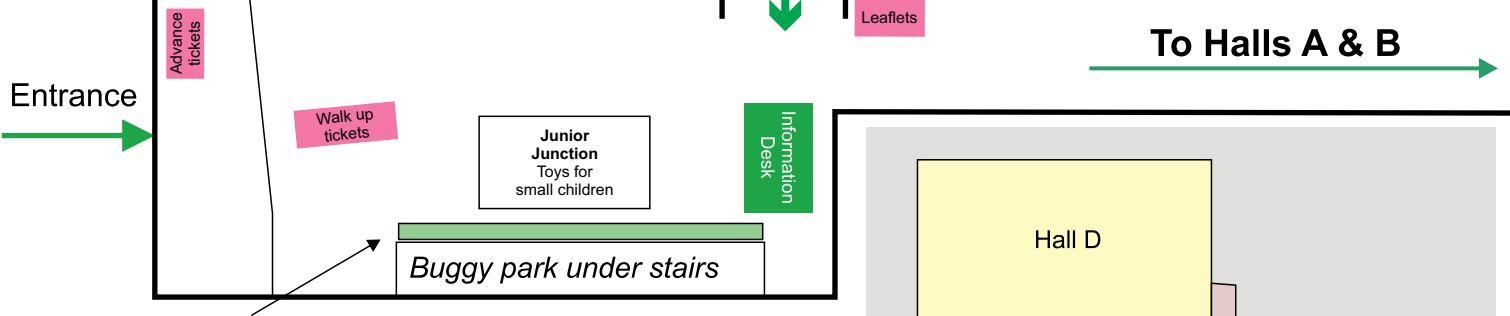 Advance
tickets
Leaflets
To Halls A & B
Entrance
Walk up
tickets
Junior
Junction
Toys for
small children
Information
Desk
Hall D
Buggy park under stairs